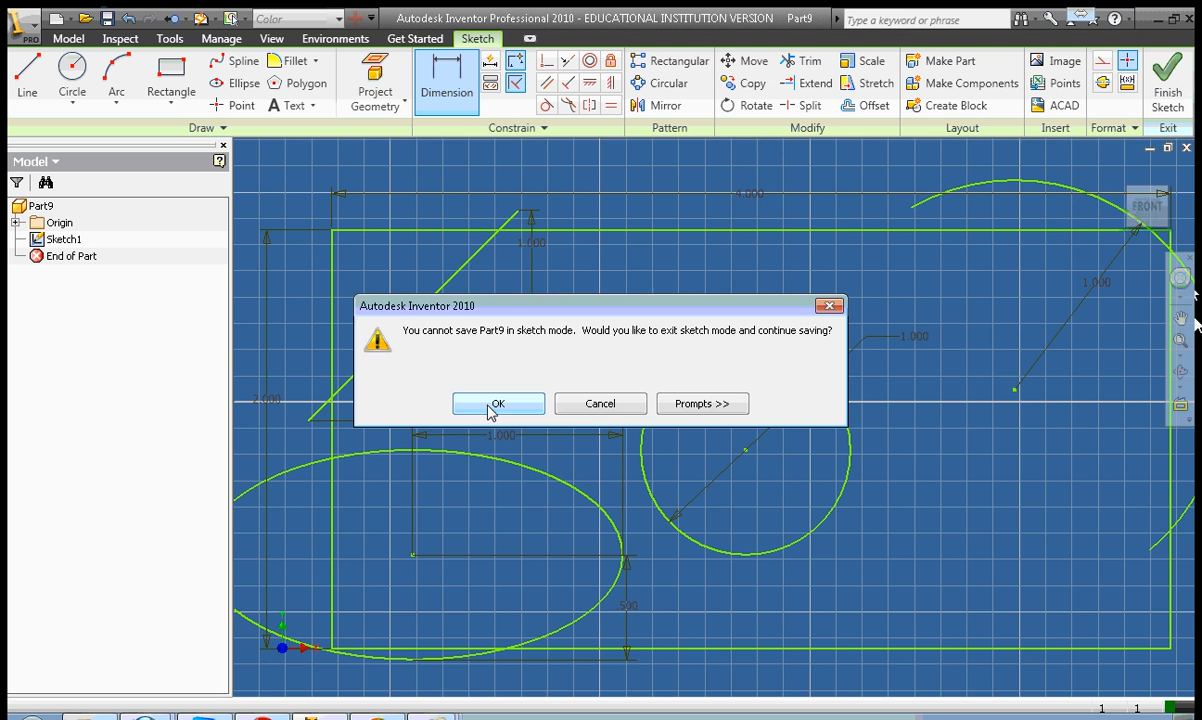 Color
Autodesk Inventor Professional 2010 - EDUCATIONAL INSTITUTION VERSION Part9
Type a keyword or phrase
PRO
Model Inspect Tools Manage View Environments Get Started Sketch
Line
Circle
Arc
Rectangle
Spline
Fillet
Ellipse
Polygon
Point
Text
Project
Geometry
Dimension
Rectangular
Circular
Mirror
Move
Trim
Scale
Copy
Extend
Stretch
Rotate
Split
Offset
Make Part
Make Components
Create Block
Image
Points
ACAD
Finish
Sketch
Draw
Constrain
Pattern
Modify
Layout
Insert
Format
Exit
Model
Part9
Origin
Sketch1
End of Part
4.000
FRONT
1.000
1.000
Autodesk Inventor 2010
You cannot save Part9 in sketch mode. Would you like to exit sketch mode and continue saving?
OK
Cancel
Prompts >>
1.000
2.000
1.000
.500
1 1